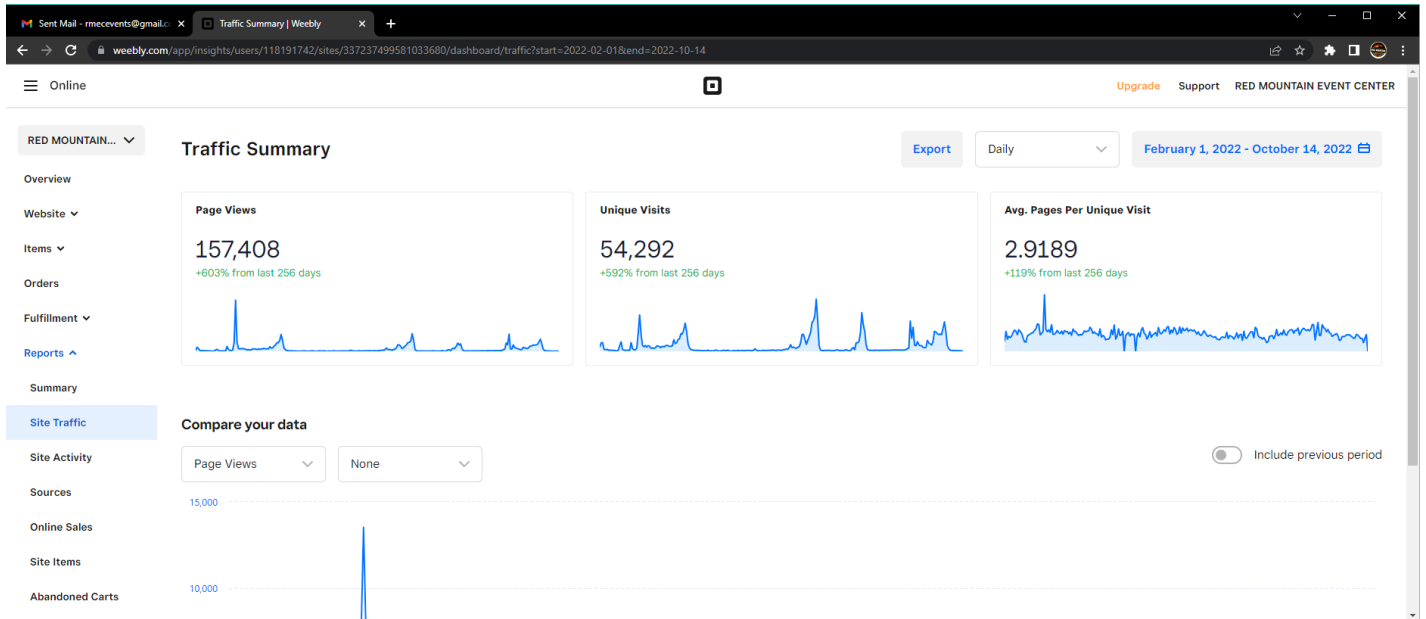 Sent Mail - rmecevents@gmail.c
Traffic Summary | Weebly
weebly.com/app/insights/users/118191742/sites/337237499581033680/dashboard/traffic?start=2022-02-01&end=2022-10-14
Online
Upgrade
Support
RED MOUNTAIN EVENT CENTER
RED MOUNTAIN...
Overview
Website
Items
Orders
Fulfillment
Reports
Summary
Site Traffic
Site Activity
Sources
Online Sales
Site Items
Abandoned Carts
Traffic Summary
Export
Daily
February 1, 2022 - October 14, 2022
Page Views
157,408
+603% from last 256 days
Unique Visits
54,292
+592% from last 256 days
Avg. Pages Per Unique Visit
2.9189
+119% from last 256 days
Compare your data
Page Views
None
Include previous period
15,000
10,000